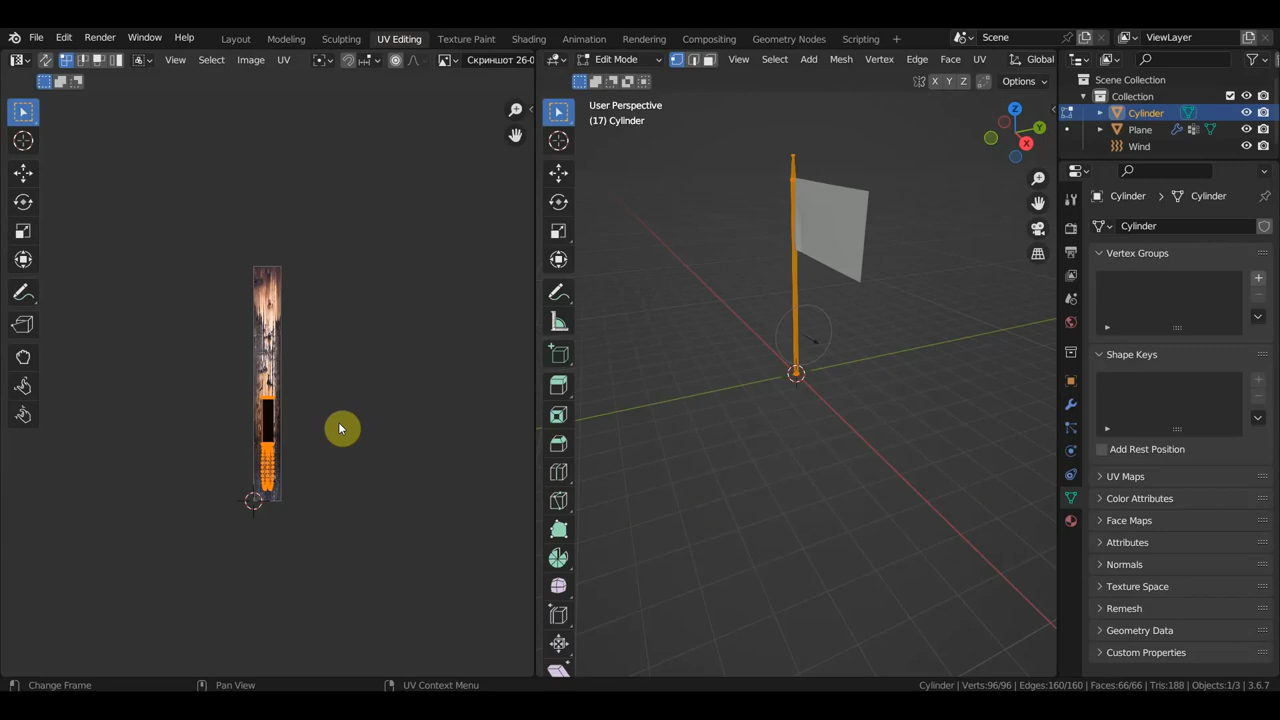 File Edit Render Window Help Layout Modeling Sculpting UV Editing Texture Paint Shading Animation Rendering Compositing Geometry Nodes Scripting + Scene ViewLayer
View Select Image UV Скриншот 26-0 Edit Mode View Select Add Mesh Vertex Edge Face UV Global
X Y Z Options
User Perspective
(17) Cylinder
Z
Y
X
Scene Collection
Collection
Cylinder
Plane
Wind
Cylinder > Cylinder
Cylinder
Vertex Groups
Shape Keys
Add Rest Position
UV Maps
Color Attributes
Face Maps
Attributes
Normals
Texture Space
Remesh
Geometry Data
Custom Properties
Change Frame Pan View UV Context Menu Cylinder | Verts:96/96 | Edges:160/160 | Faces:66/66 | Tris:188 | Objects:1/3 | 3.6.7